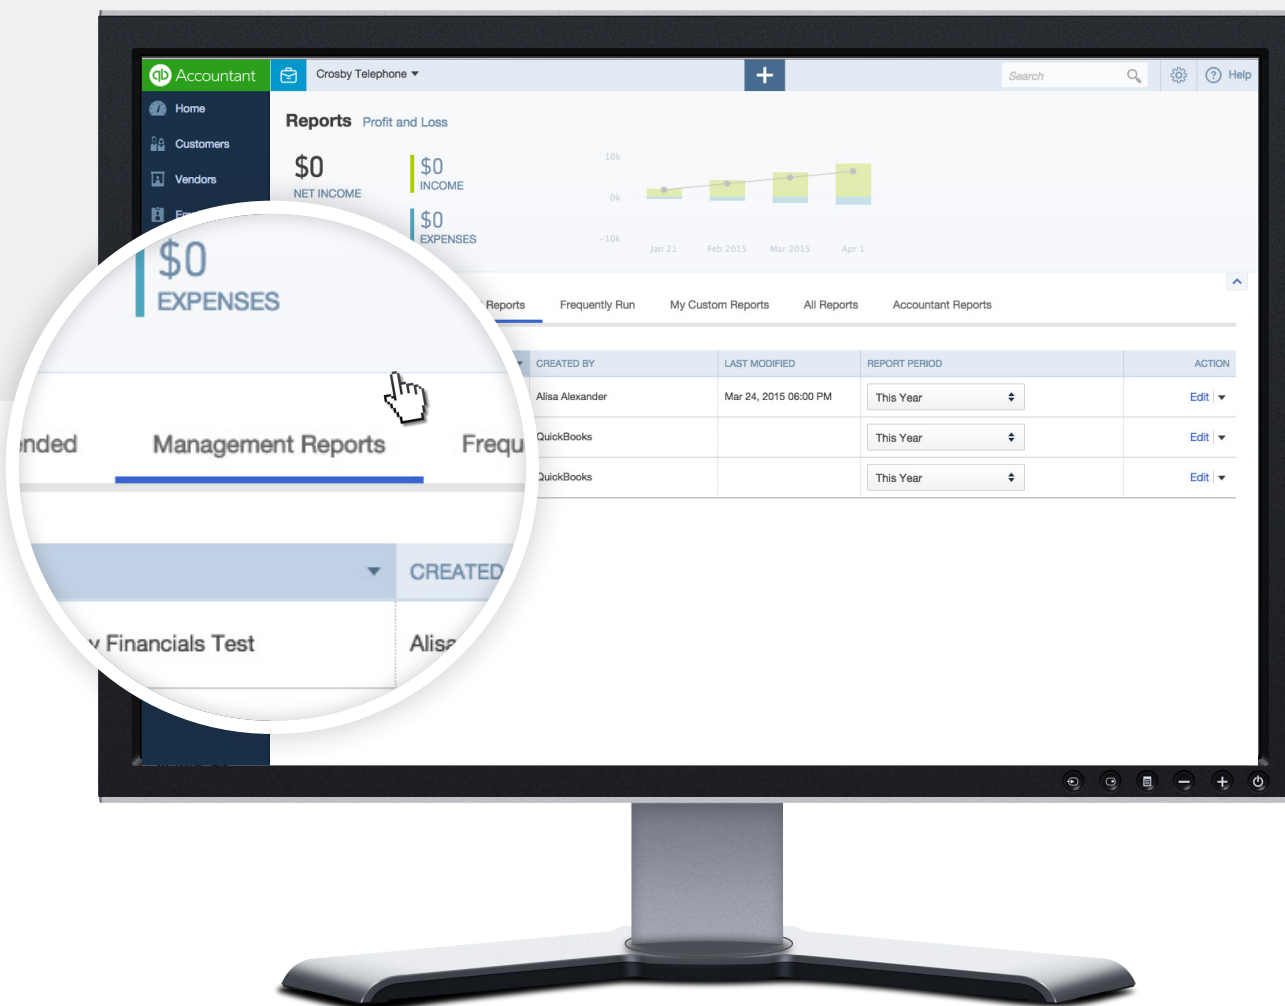 qb Accountant
Crosby Telephone
Search
Help
Home
Customers
Vendors
Reports Profit and Loss
$0
NET INCOME
$0
INCOME
$0
EXPENSES
10k
0k
-10k
Jan 21 Feb 2015 Mar 2015 Apr 1
$0
EXPENSES
Reports Frequently Run My Custom Reports All Reports Accountant Reports
CREATED BY LAST MODIFIED REPORT PERIOD ACTION
Alisa Alexander Mar 24, 2015 06:00 PM This Year Edit
QuickBooks This Year Edit
QuickBooks This Year Edit
Management Reports
CREATED
Financials Test